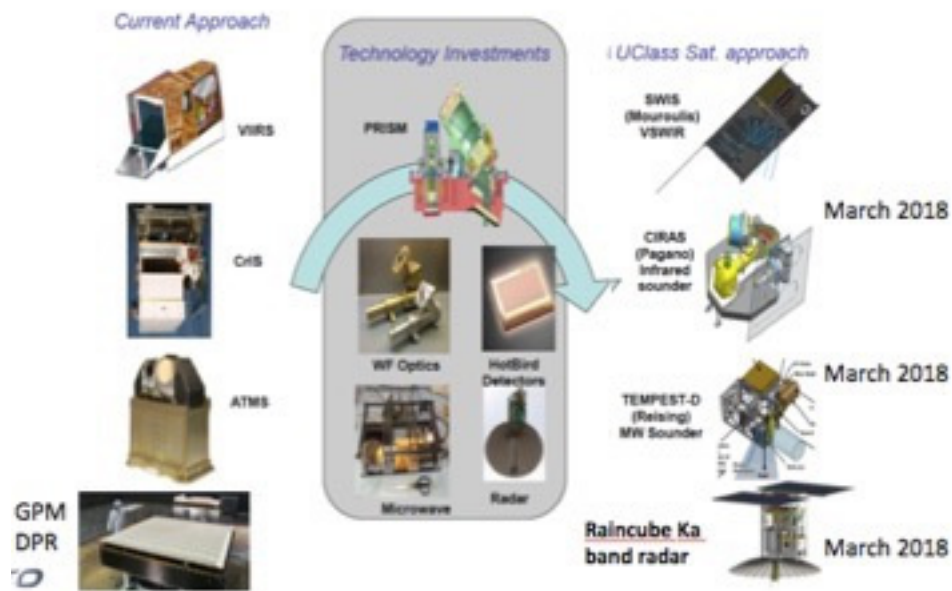 Current Approach
VIIRS
CrIS
ATMS
GPM
DPR
Technology Investments
PRISM
WF Optics
HotBird
Detectors
Microwave
Radar
UClass Sat. approach
SWIS
(Mouroulis)
VSWIR
March 2018
CIRAS
(Pagano)
Infrared
sounder
March 2018
TEMPEST-D
(Reising)
MW Sounder
Raincube Ka
band radar
March 2018